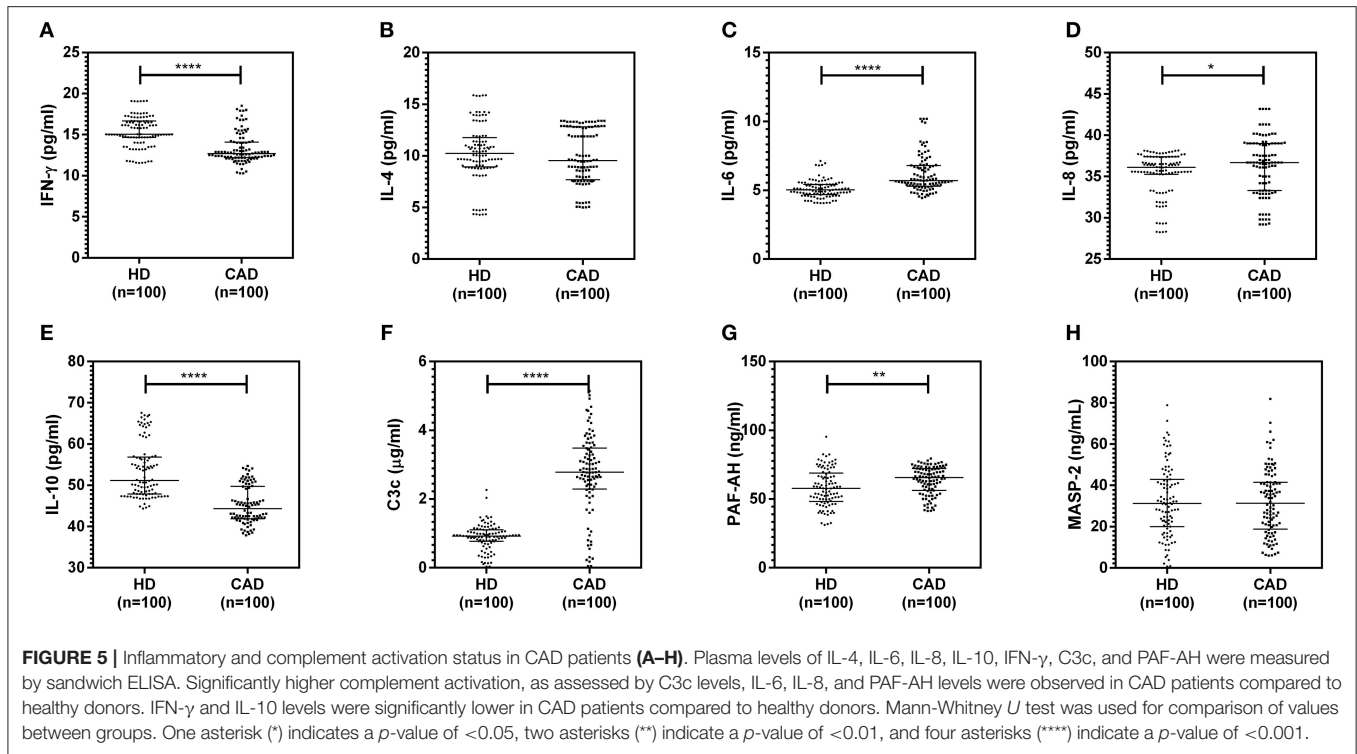 A
25
20
15
10
5
0
IFN-γ (pg/ml)
****
HD
(n=100)
CAD
(n=100)
B
20
15
10
5
0
IL-4 (pg/ml)
HD
(n=100)
CAD
(n=100)
C
15
10
5
0
IL-6 (pg/ml)
****
HD
(n=100)
CAD
(n=100)
D
50
45
40
35
30
25
IL-8 (pg/ml)
*
HD
(n=100)
CAD
(n=100)
E
80
70
60
50
40
30
IL-10 (pg/ml)
****
HD
(n=100)
CAD
(n=100)
F
6
4
2
0
C3c (μg/ml)
****
HD
(n=100)
CAD
(n=100)
G
150
100
50
0
PAF-AH (ng/ml)
**
HD
(n=100)
CAD
(n=100)
H
100
80
60
40
20
0
MASP-2 (ng/mL)
HD
(n=100)
CAD
(n=100)
FIGURE 5 | Inflammatory and complement activation status in CAD patients (A–H). Plasma levels of IL-4, IL-6, IL-8, IL-10, IFN-γ, C3c, and PAF-AH were measured
by sandwich ELISA. Significantly higher complement activation, as assessed by C3c levels, IL-6, IL-8, and PAF-AH levels were observed in CAD patients compared to
healthy donors. IFN-γ and IL-10 levels were significantly lower in CAD patients compared to healthy donors. Mann-Whitney U test was used for comparison of values
between groups. One asterisk (*) indicates a p-value of <0.05, two asterisks (**) indicate a p-value of <0.01, and four asterisks (****) indicate a p-value of <0.001.